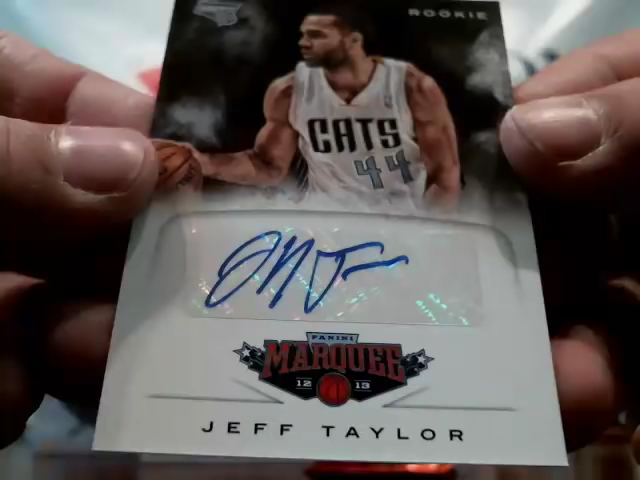 ROOKIE
CATS
44
PANINI
MARQUEE
12 13
JEFF TAYLOR